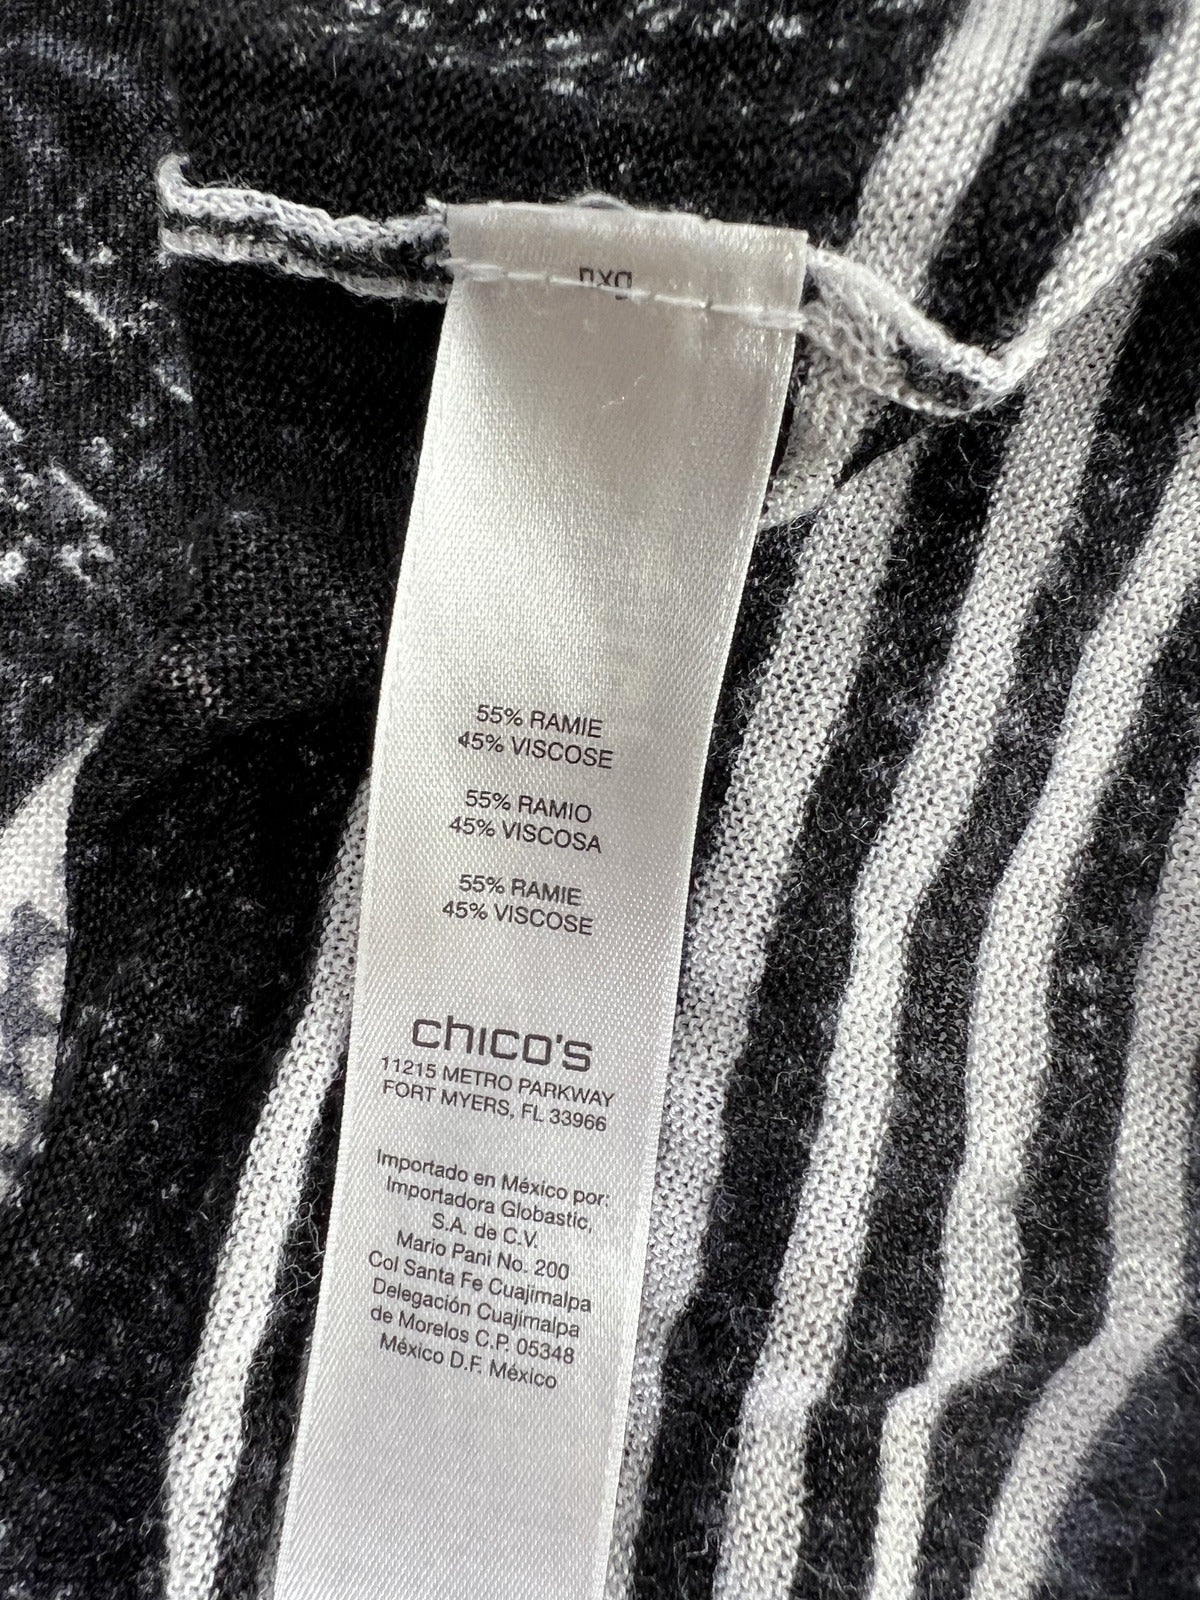 55% RAMIE
45% VISCOSE
55% RAMIO
45% VISCOSA
55% RAMIE
45% VISCOSE
chico's
11215 METRO PARKWAY
FORT MYERS, FL 33966
Importado en México por:
Importadora Globastic,
S.A. de C.V.
Mario Pani No. 200
Col Santa Fe Cuajimalpa
Delegación Cuajimalpa
de Morelos C.P. 05348
México D.F. México